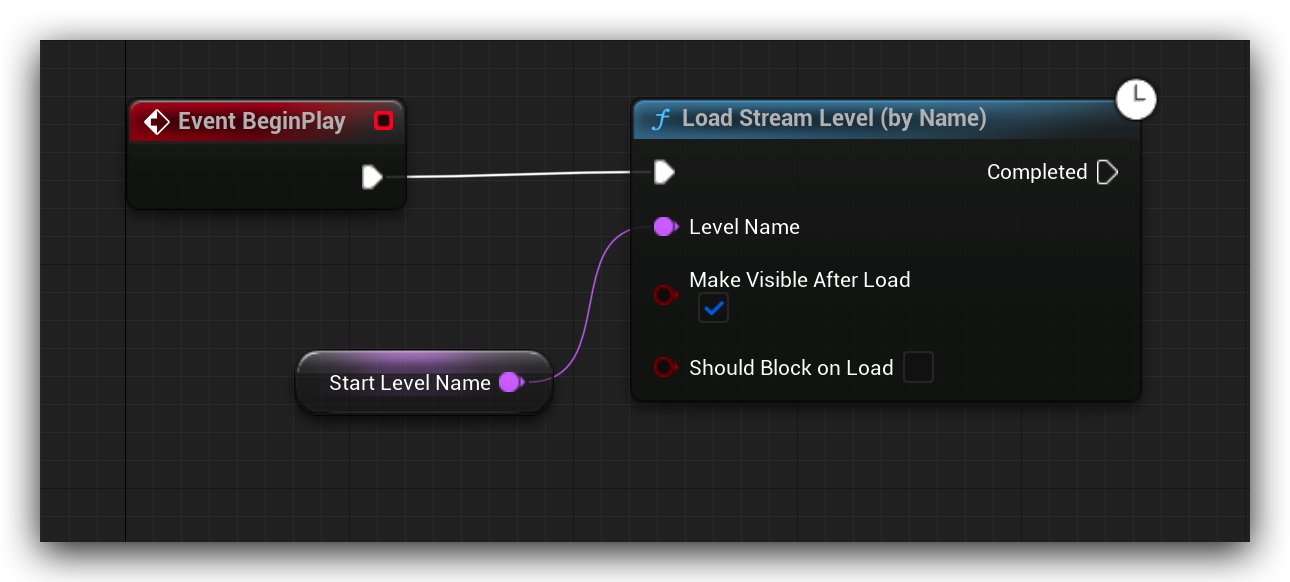 Event BeginPlay
Load Stream Level (by Name)
Completed
Level Name
Make Visible After Load
Start Level Name
Should Block on Load